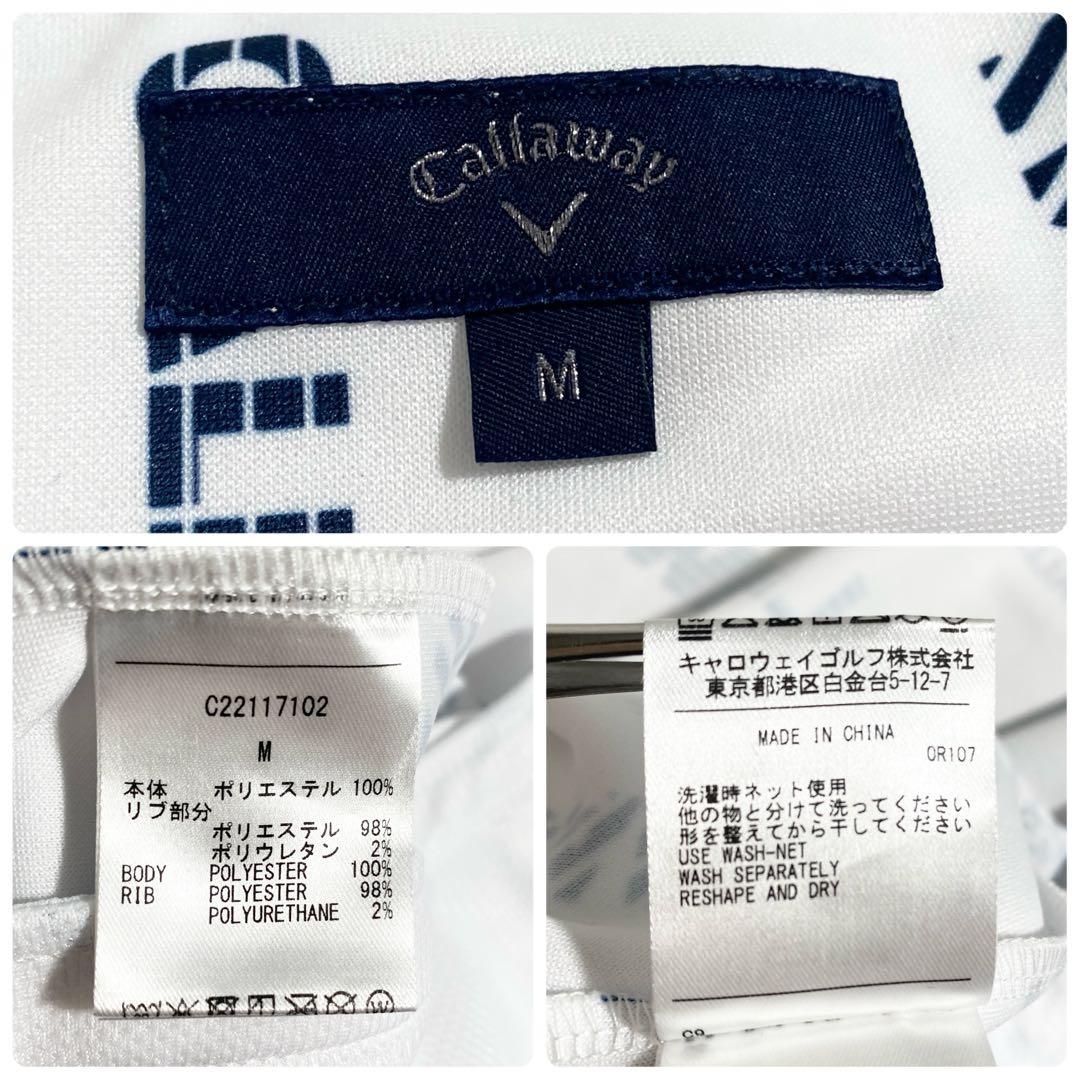 Callaway
M
C22117102
M
本体 ポリエステル 100%
リブ部分
ポリエステル 98%
ポリウレタン 2%
BODY POLYESTER 100%
RIB POLYESTER 98%
POLYURETHANE 2%
キャロウェイゴルフ株式会社
東京都港区白金台5-12-7
MADE IN CHINA
OR107
洗濯時ネット使用
他の物と分けて洗ってください
形を整えてから干してください
USE WASH-NET
WASH SEPARATELY
RESHAPE AND DRY